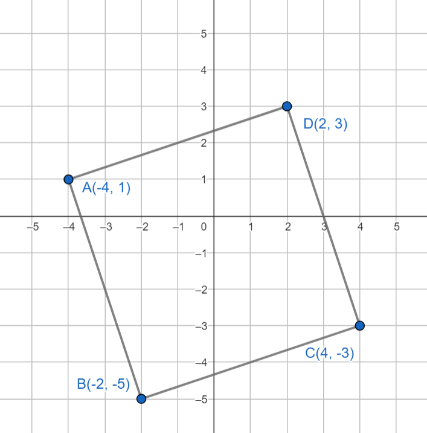 5
4
3
D(2, 3)
2
A(-4, 1)
1
–5 –4 –3 –2 –1 0 1 2 3 4 5
–1
–2
–3
C(4, -3)
–4
B(-2, -5)
–5